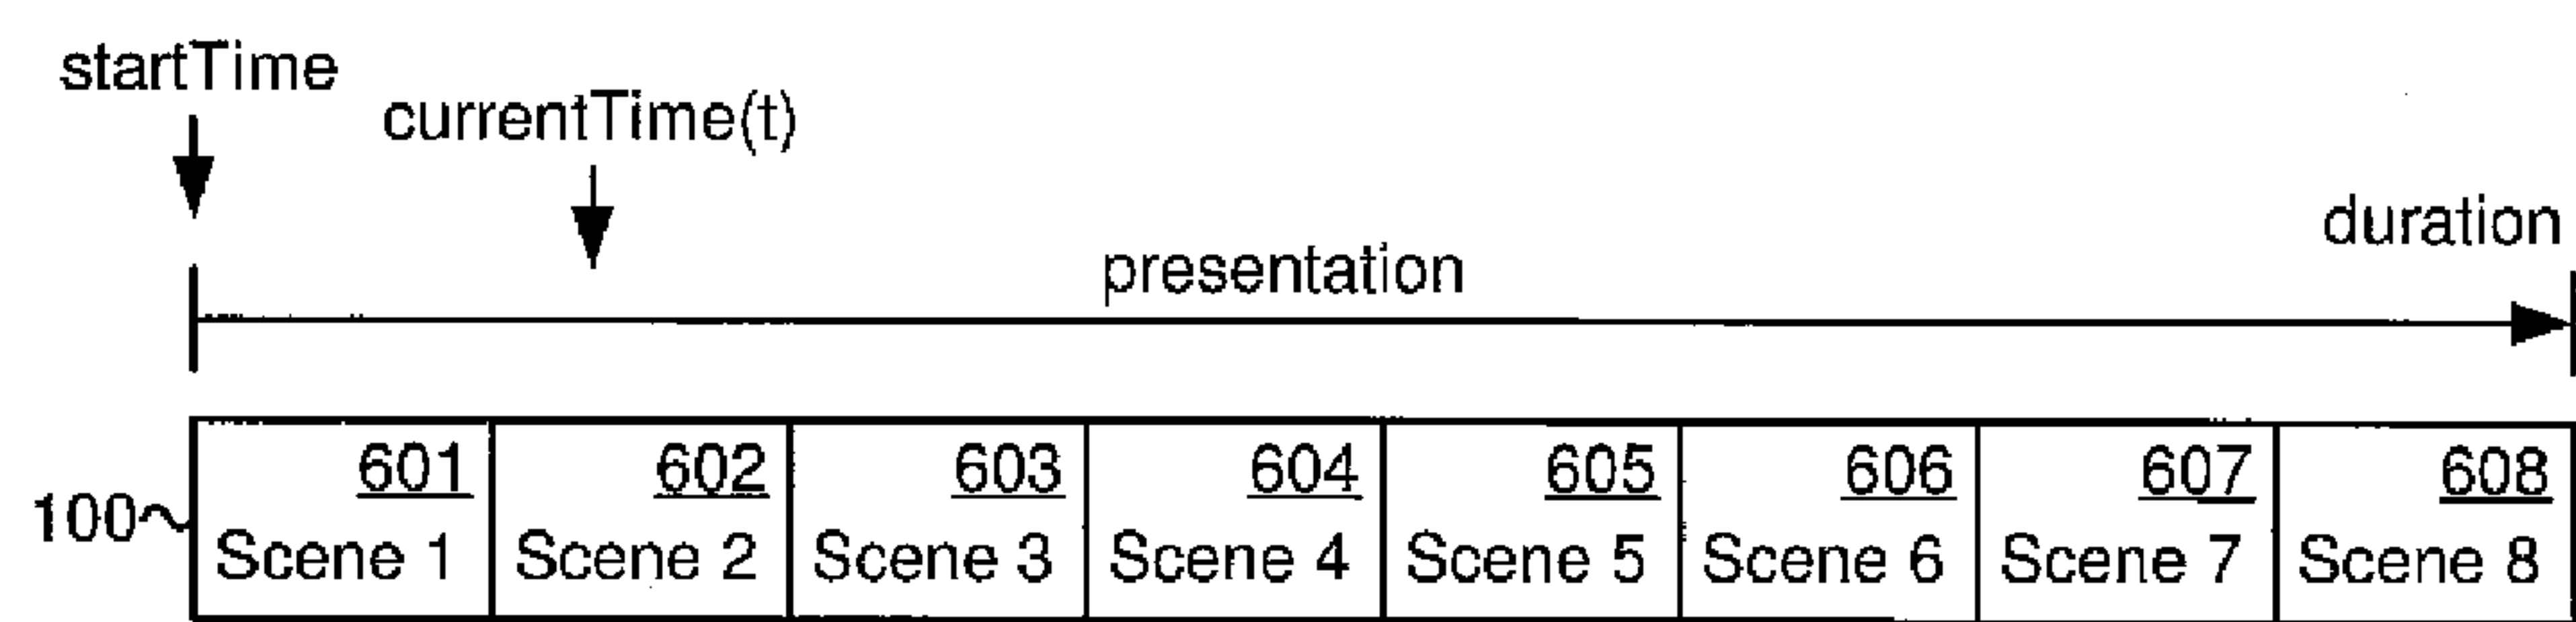 startTime
currentTime(t)
duration
presentation
601 602 603 604 605 606 607 608
100
Scene 1 Scene 2 Scene 3 Scene 4 Scene 5 Scene 6 Scene 7 Scene 8